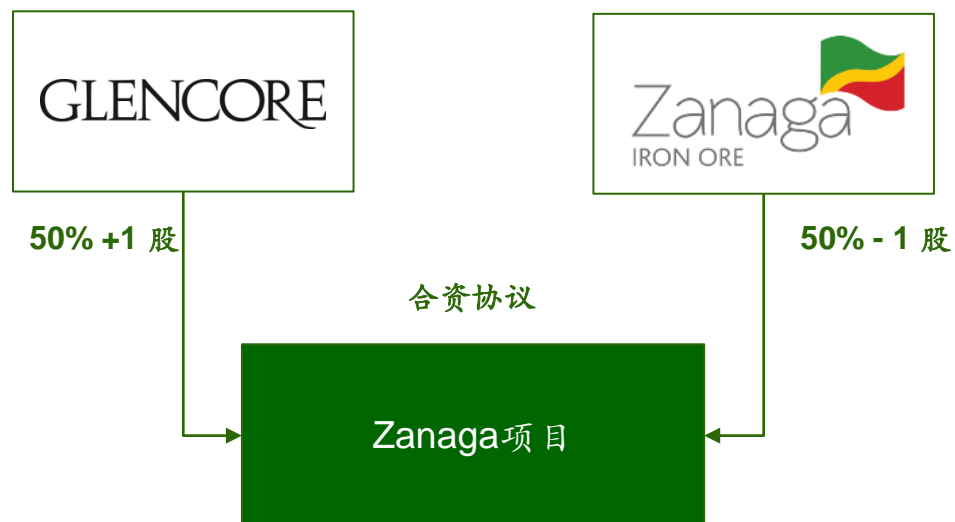 GLENCORE
Zanaga
IRON ORE
50% +1 股
50% - 1 股
合资协议
Zanaga项目